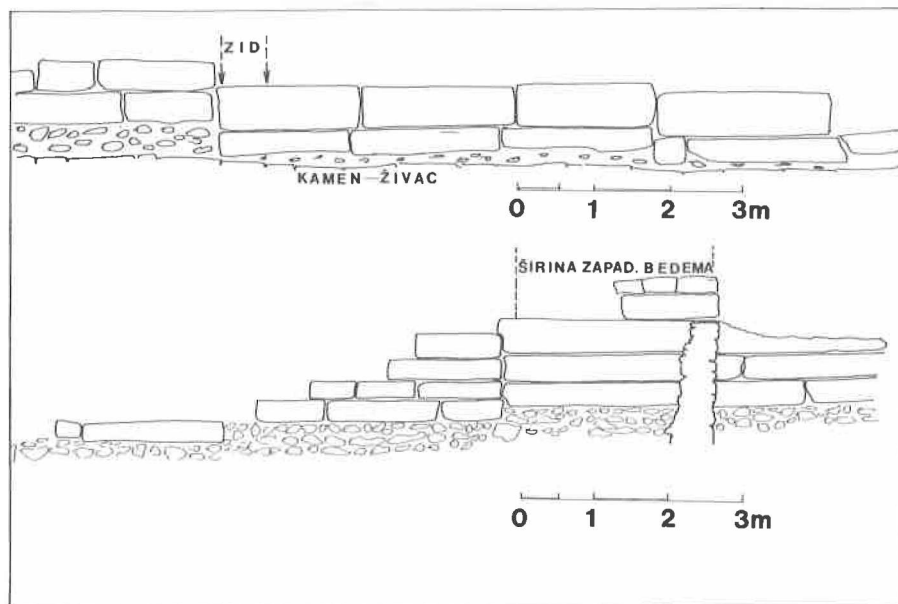 ZID
KAMEN–ŽIVAC
0 1 2 3m
ŠIRINA ZAPAD. BEDEMA
0 1 2 3m